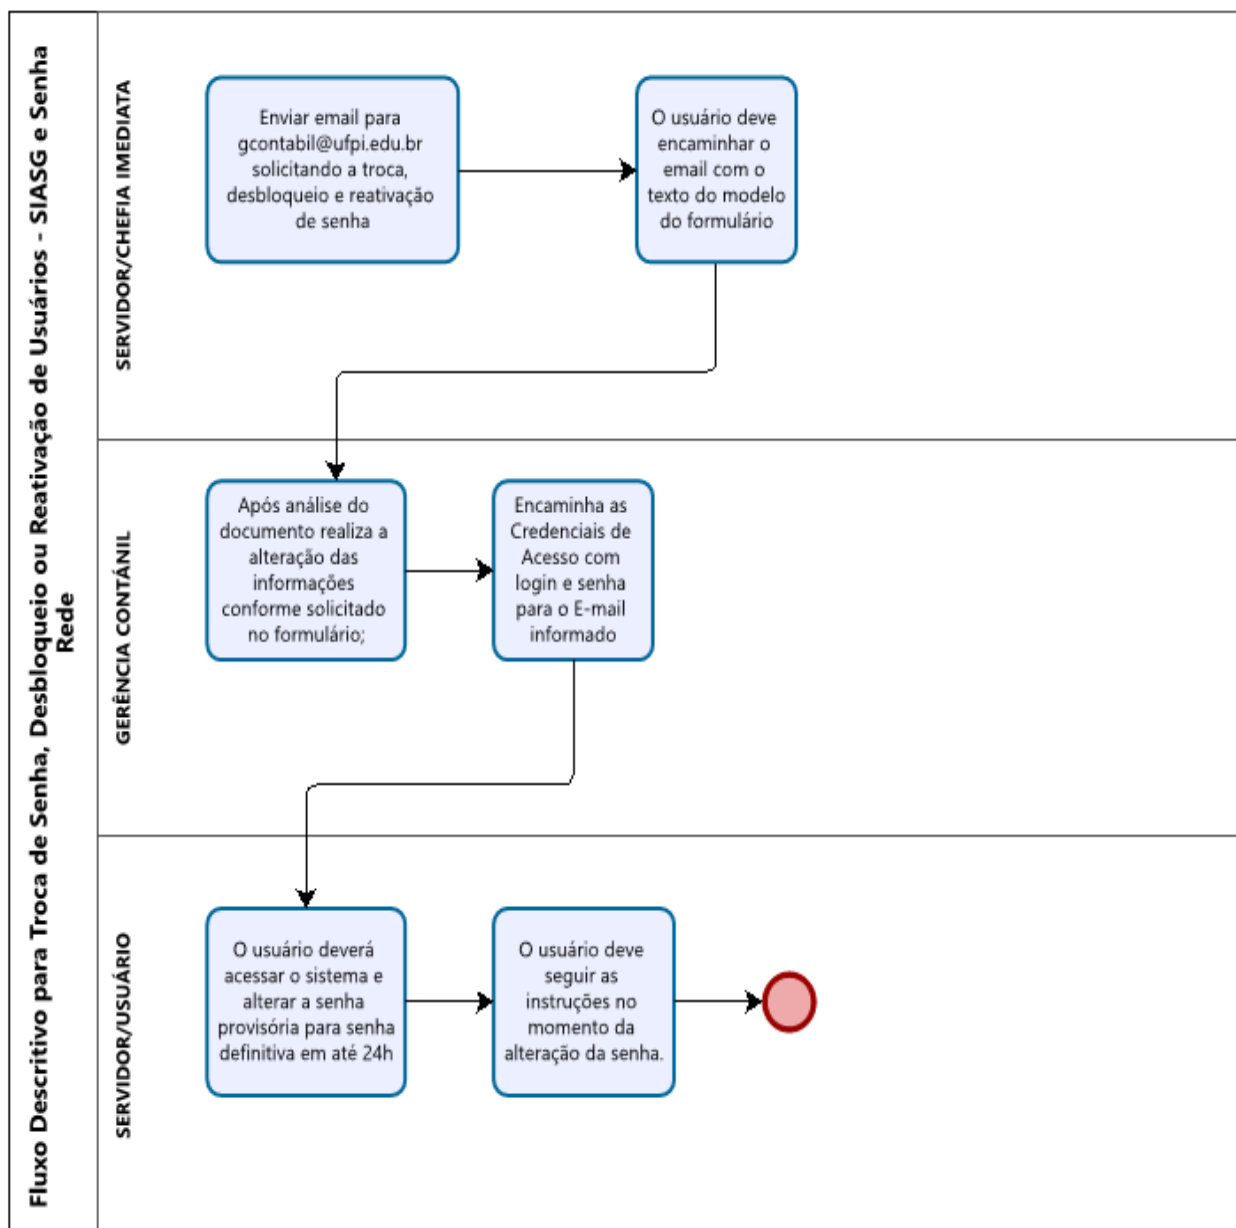 Fluxo Descritivo para Troca de Senha, Desbloqueio ou Reativação de Usuários - SIASG e Senha
Rede
SERVIDOR/CHEFIA IMEDIATA
Enviar email para
gcontabil@ufpi.edu.br
solicitando a troca,
desbloqueio e reativação
de senha
O usuário deve
encaminhar o
email com o
texto do modelo
do formulário
GERÊNCIA CONTÁNIL
Após análise do
documento realiza a
alteração das
informações
conforme solicitado
no formulário;
Encaminha as
Credenciais de
Acesso com
login e senha
para o E-mail
informado
SERVIDOR/USUÁRIO
O usuário deverá
acessar o sistema e
alterar a senha
provisória para senha
definitiva em até 24h
O usuário deve
seguir as
instruções no
momento da
alteração da senha.